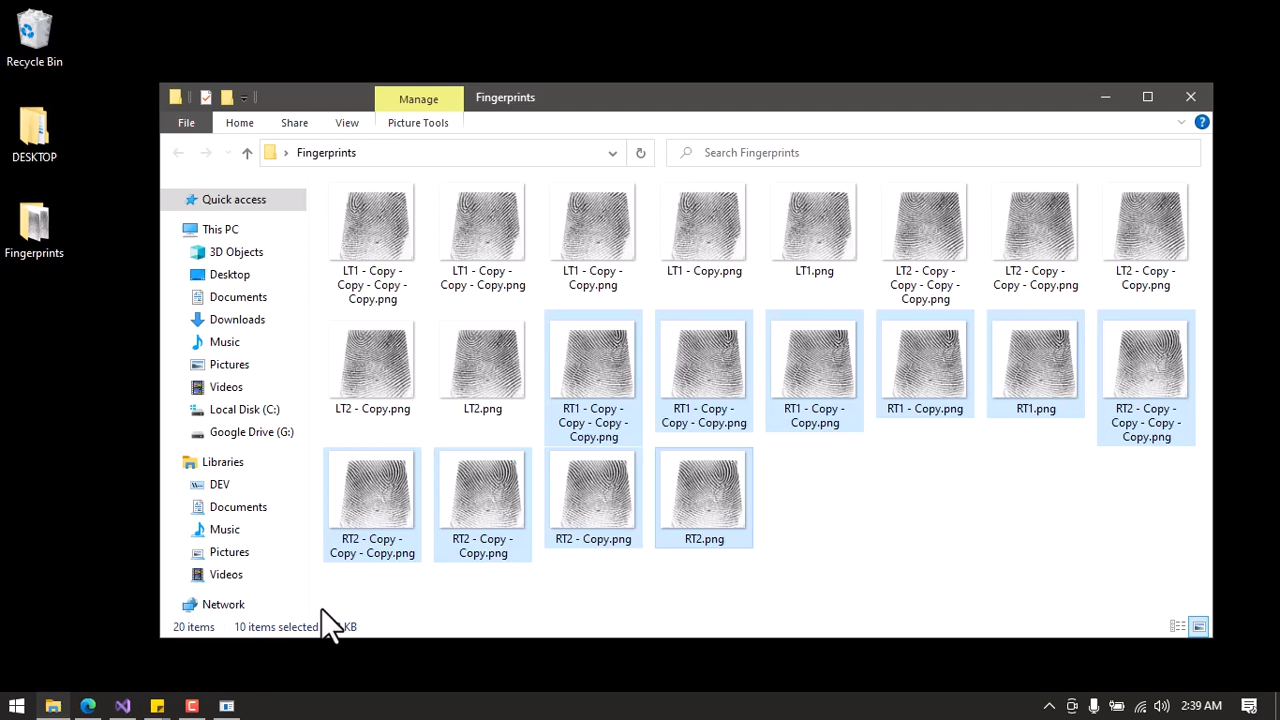 Recycle Bin
DESKTOP
Fingerprints
Manage
Fingerprints
File
Home
Share
View
Picture Tools
Fingerprints
Search Fingerprints
Quick access
This PC
3D Objects
Desktop
Documents
Downloads
Music
Pictures
Videos
Local Disk (C:)
Google Drive (G:)
Libraries
DEV
Documents
Music
Pictures
Videos
Network
LT1 - Copy -
Copy - Copy -
Copy.png
LT1 - Copy -
Copy - Copy.png
LT1 - Copy -
Copy.png
LT1 - Copy.png
LT1.png
LT2 - Copy -
Copy - Copy -
Copy.png
LT2 - Copy -
Copy - Copy.png
LT2 - Copy -
Copy.png
LT2 - Copy.png
LT2.png
RT1 - Copy -
Copy - Copy -
Copy.png
RT1 - Copy -
Copy - Copy.png
RT1 - Copy -
Copy.png
RT1 - Copy.png
RT1.png
RT2 - Copy -
Copy - Copy -
Copy.png
RT2 - Copy -
Copy - Copy.png
RT2 - Copy -
Copy.png
RT2 - Copy.png
RT2.png
20 items
10 items selected
KB
2:39 AM